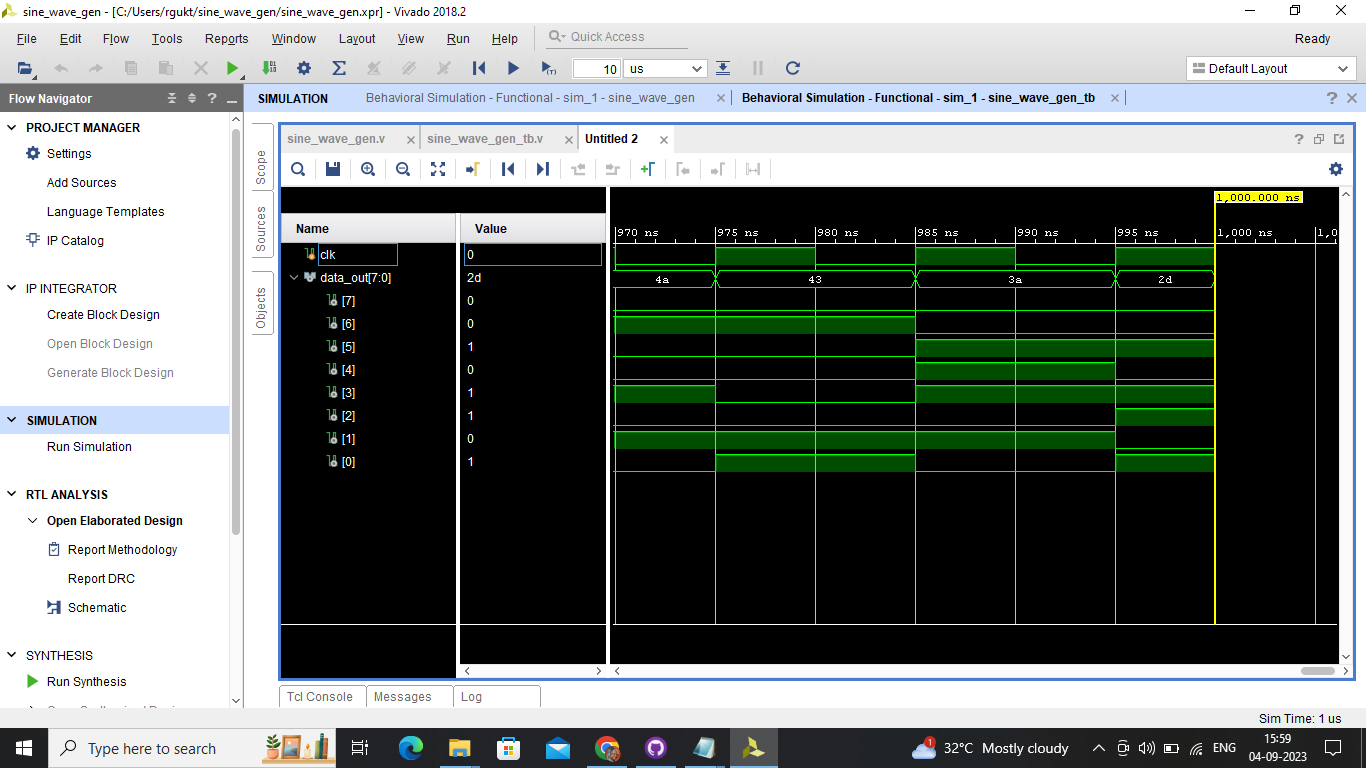 sine_wave_gen - [C:/Users/rgukt/sine_wave_gen/sine_wave_gen.xpr] - Vivado 2018.2
File Edit Flow Tools Reports Window Layout View Run Help Quick Access Ready
10 us Default Layout
Flow Navigator
SIMULATION Behavioral Simulation - Functional - sim_1 - sine_wave_gen Behavioral Simulation - Functional - sim_1 - sine_wave_gen_tb
PROJECT MANAGER
Settings
Add Sources
Language Templates
IP Catalog
IP INTEGRATOR
Create Block Design
Open Block Design
Generate Block Design
SIMULATION
Run Simulation
RTL ANALYSIS
Open Elaborated Design
Report Methodology
Report DRC
Schematic
SYNTHESIS
Run Synthesis
Scope
Sources
Objects
sine_wave_gen.v sine_wave_gen_tb.v Untitled 2
1,000.000 ns
Name Value
970 ns 975 ns 980 ns 985 ns 990 ns 995 ns 1,000 ns 1,0
clk 0
data_out[7:0] 2d 4a 43 3a 2d
[7] 0
[6] 0
[5] 1
[4] 0
[3] 1
[2] 1
[1] 0
[0] 1
Tcl Console Messages Log
Sim Time: 1 us
Type here to search 32°C Mostly cloudy ENG 15:59
04-09-2023